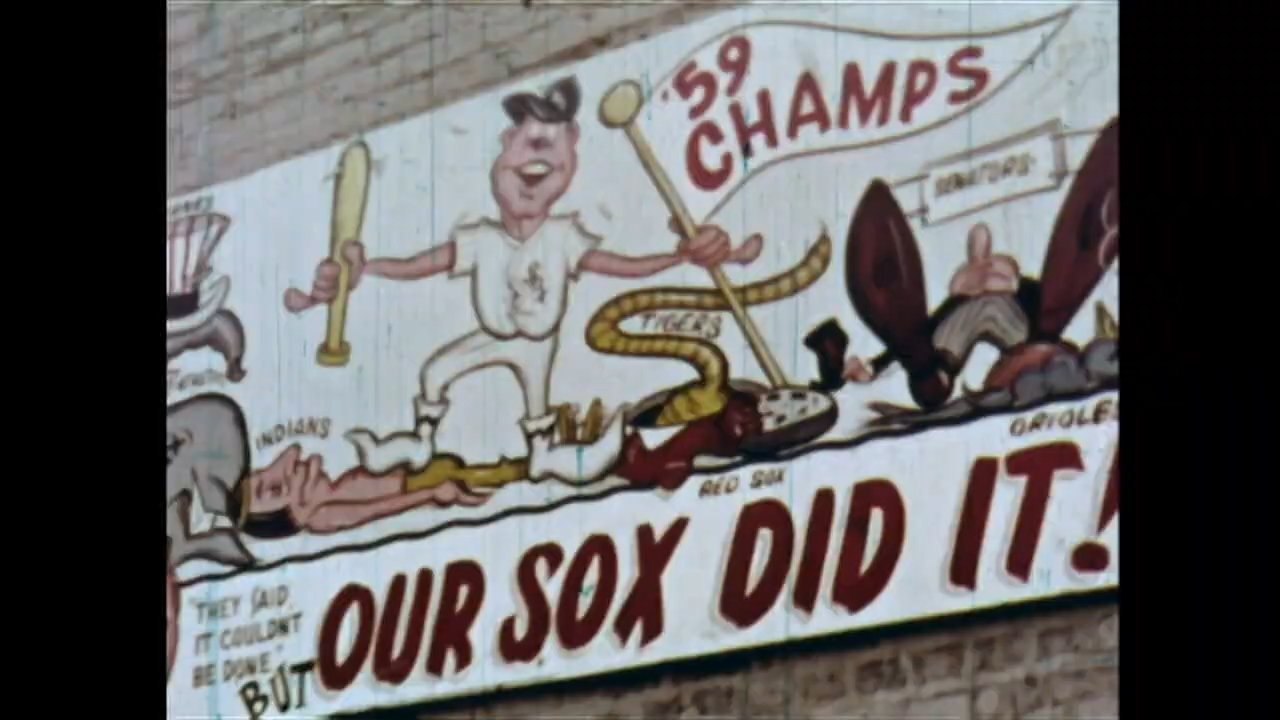 '59
CHAMPS
SENATORS
TIGERS
INDIANS
ORIOLES
RED SOX
"THEY SAID
IT COULDN'T
BE DONE"
BUT OUR SOX DID IT!